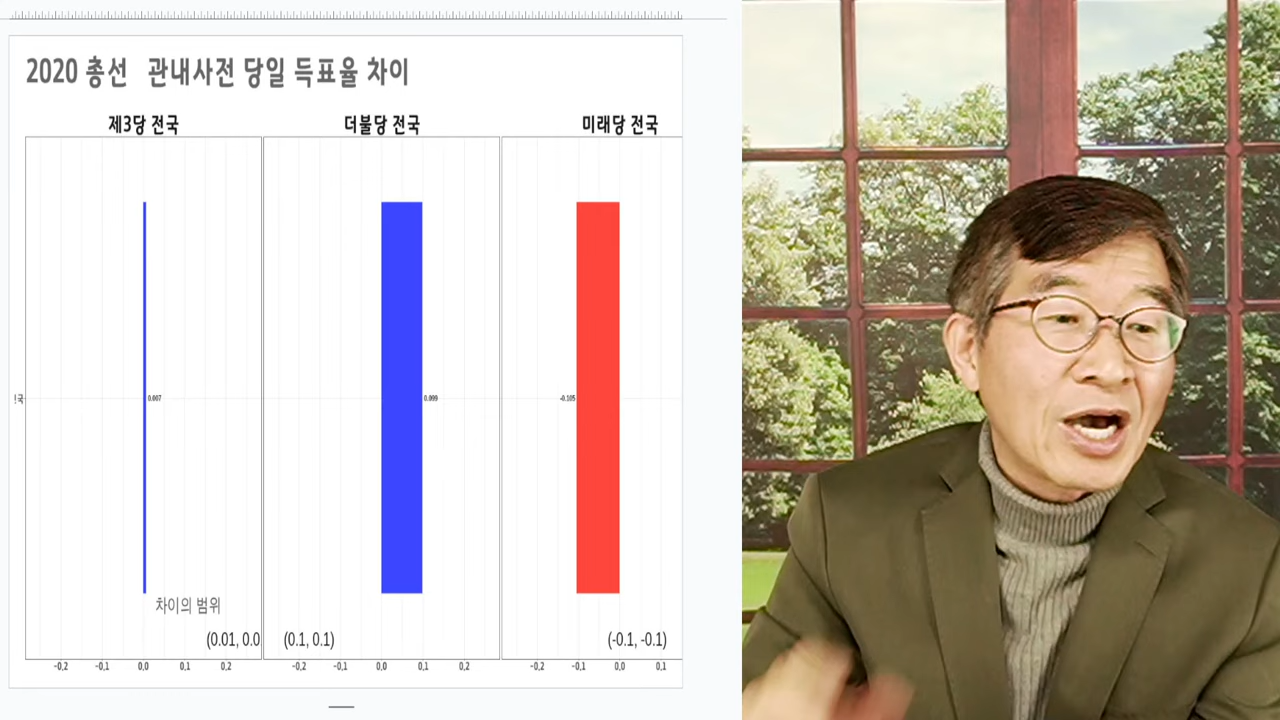 2020 총선 관내사전 당일 득표율 차이
제3당 전국 더불당 전국 미래당 전국
0.007 0.099 -0.105
차이의 범위
(0.01, 0.0 (0.1, 0.1) (-0.1, -0.1)
-0.2 -0.1 0.0 0.1 0.2 -0.2 -0.1 0.0 0.1 0.2 -0.2 -0.1 0.0 0.1